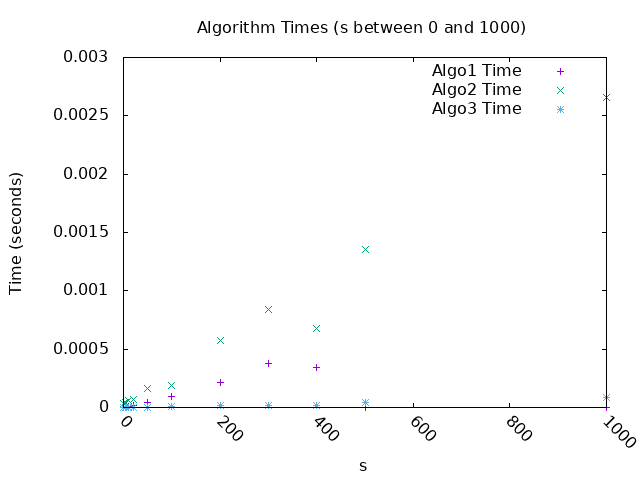 Algorithm Times (s between 0 and 1000)
Algo1 Time
Algo2 Time
Algo3 Time
0.003
0.0025
0.002
0.0015
0.001
0.0005
0
Time (seconds)
0
200
400
600
800
1000
s